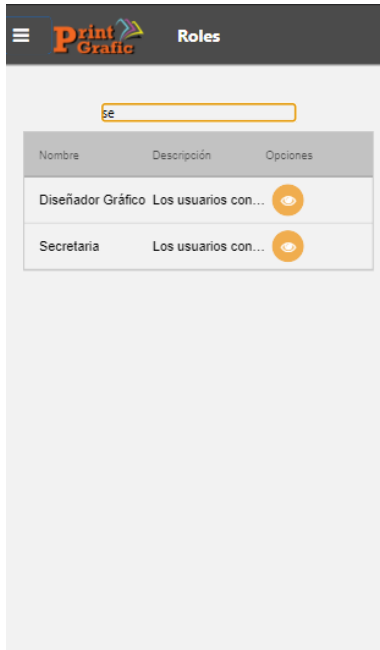 Print
Grafic
Roles
se
Nombre Descripción Opciones
Diseñador Gráfico Los usuarios con...
Secretaria Los usuarios con...